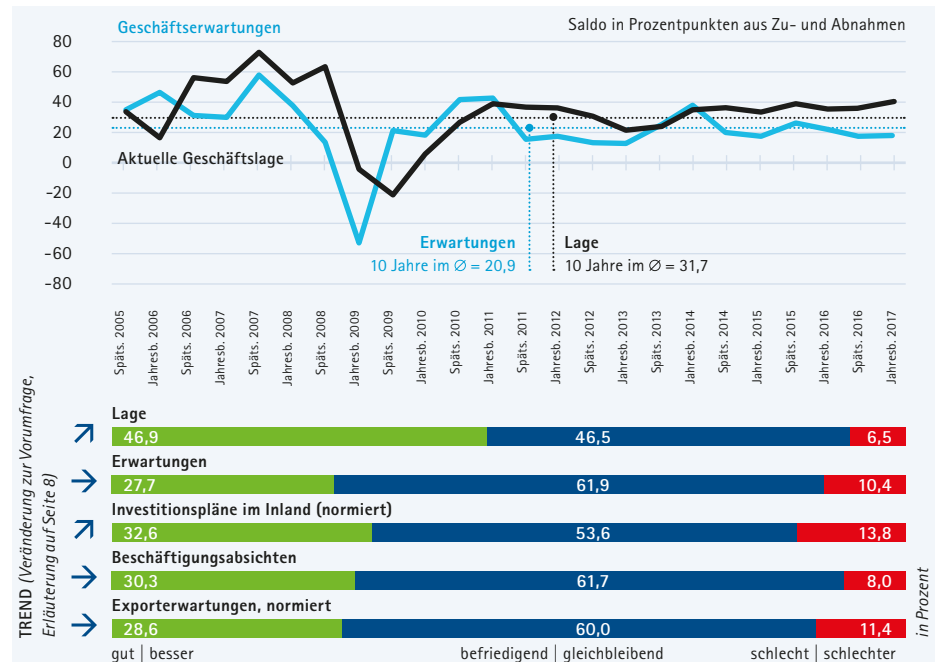 Geschäftserwartungen
Saldo in Prozentpunkten aus Zu- und Abnahmen
80
60
40
20
0
-20
-40
-60
-80
Aktuelle Geschäftslage
Erwartungen
10 Jahre im Ø = 20,9
Lage
10 Jahre im Ø = 31,7
Späts. 2005
Jahresb. 2006
Späts. 2006
Jahresb. 2007
Späts. 2007
Jahresb. 2008
Späts. 2008
Jahresb. 2009
Späts. 2009
Jahresb. 2010
Späts. 2010
Jahresb. 2011
Späts. 2011
Jahresb. 2012
Späts. 2012
Jahresb. 2013
Späts. 2013
Jahresb. 2014
Späts. 2014
Jahresb. 2015
Späts. 2015
Jahresb. 2016
Späts. 2016
Jahresb. 2017
TREND (Veränderung zur Vorumfrage,
Erläuterung auf Seite 8)
Lage
46,9 46,5 6,5
Erwartungen
27,7 61,9 10,4
Investitionspläne im Inland (normiert)
32,6 53,6 13,8
Beschäftigungsabsichten
30,3 61,7 8,0
Exporterwartungen, normiert
28,6 60,0 11,4
gut | besser befriedigend | gleichbleibend schlecht | schlechter
in Prozent